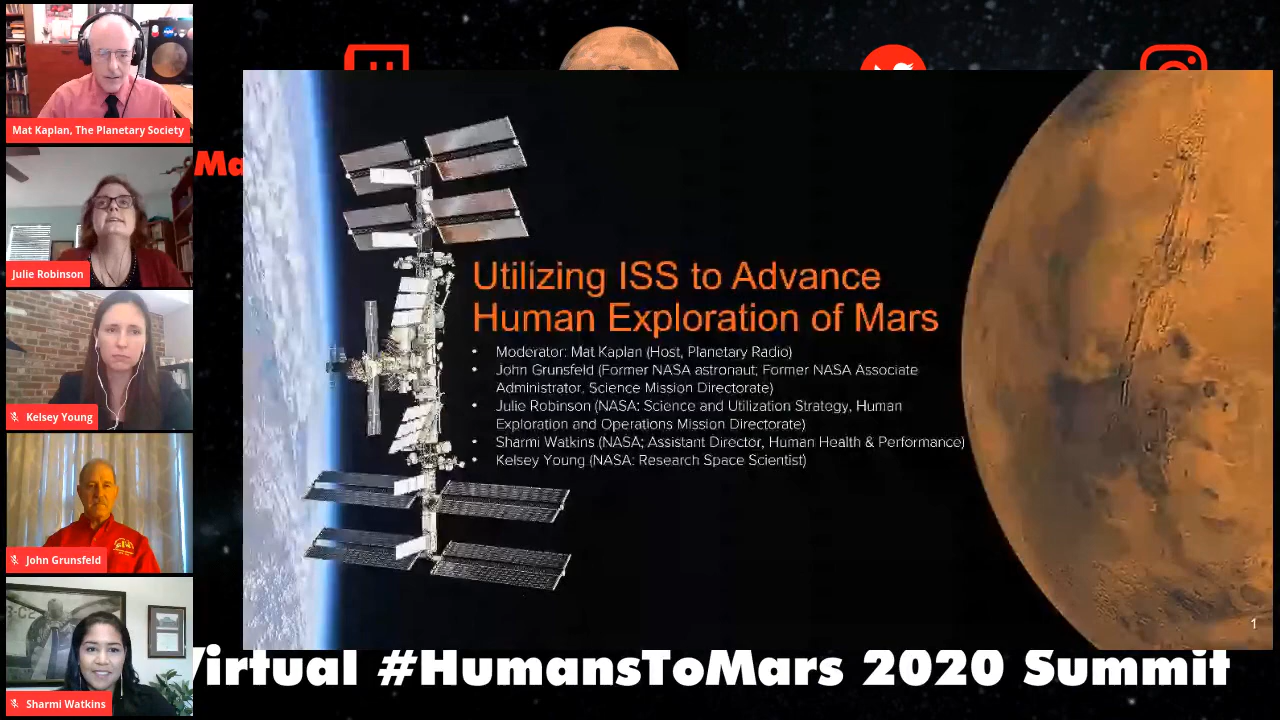 Mat Kaplan, The Planetary Society
Julie Robinson
Kelsey Young
John Grunsfeld
Sharmi Watkins
Ma
Utilizing ISS to Advance
Human Exploration of Mars
• Moderator: Mat Kaplan (Host, Planetary Radio)
• John Grunsfeld (Former NASA astronaut; Former NASA Associate
Administrator, Science Mission Directorate)
• Julie Robinson (NASA: Science and Utilization Strategy, Human
Exploration and Operations Mission Directorate)
• Sharmi Watkins (NASA; Assistant Director, Human Health & Performance)
• Kelsey Young (NASA: Research Space Scientist)
1
Virtual #HumansToMars 2020 Summit